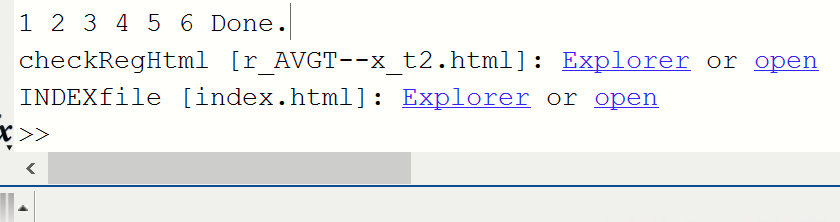 1 2 3 4 5 6 Done.
checkRegHtml [r_AVGT--x_t2.html]: Explorer or open
INDEXfile [index.html]: Explorer or open
x >>